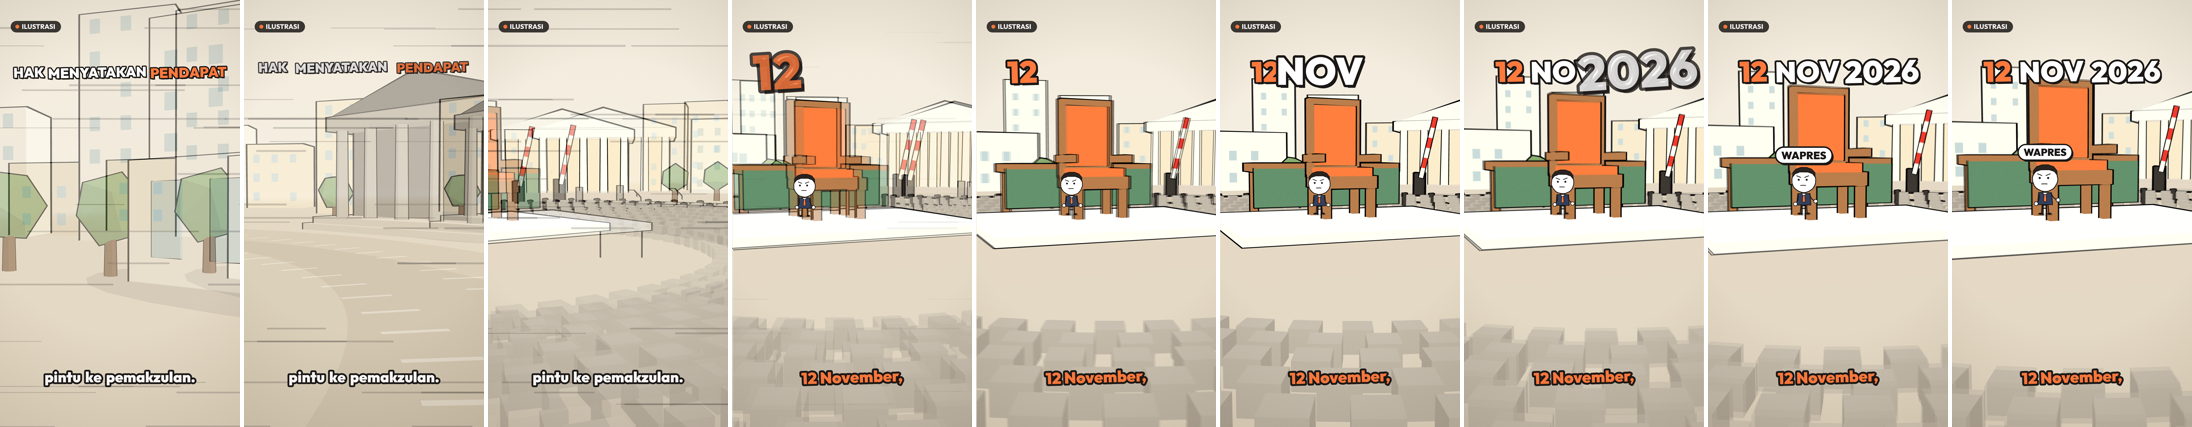 ILUSTRASI
HAK MENYATAKAN PENDAPAT
pintu ke pemakzulan.
ILUSTRASI
HAK MENYATAKAN PENDAPAT
pintu ke pemakzulan.
ILUSTRASI
pintu ke pemakzulan.
ILUSTRASI
12
12 November,
ILUSTRASI
12
12 November,
ILUSTRASI
12 NOV
12 November,
ILUSTRASI
12 NOV 2026
12 November,
ILUSTRASI
12 NOV 2026
WAPRES
12 November,
ILUSTRASI
12 NOV 2026
WAPRES
12 November,